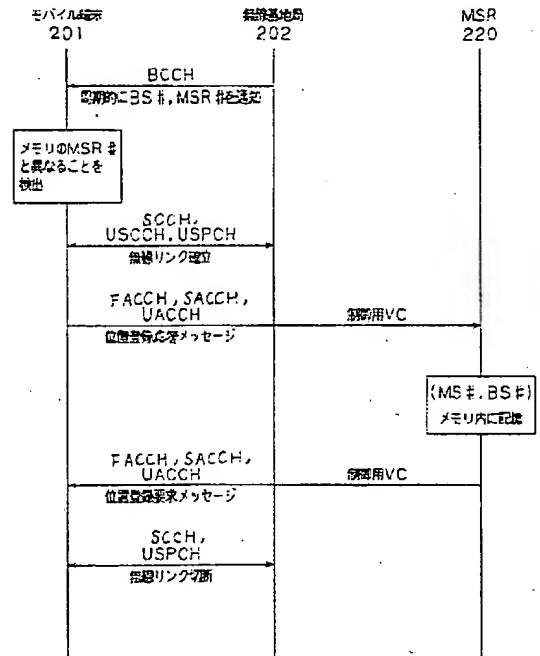 モバイル端末
201
無線基地局
202
MSR
220
BCCH
周期的にBS#, MSR #を通知
メモリのMSR #
と異なることを
検出
SCCH,
USCCH, USPCH
無線リンク確立
FACCH, SACCH,
UACCH
制御用VC
位置登録応答メッセージ
(MS#, BS#)
メモリ内に記憶
FACCH, SACCH,
UACCH
制御用VC
位置登録要求メッセージ
SCCH,
USPCH
無線リンク切断